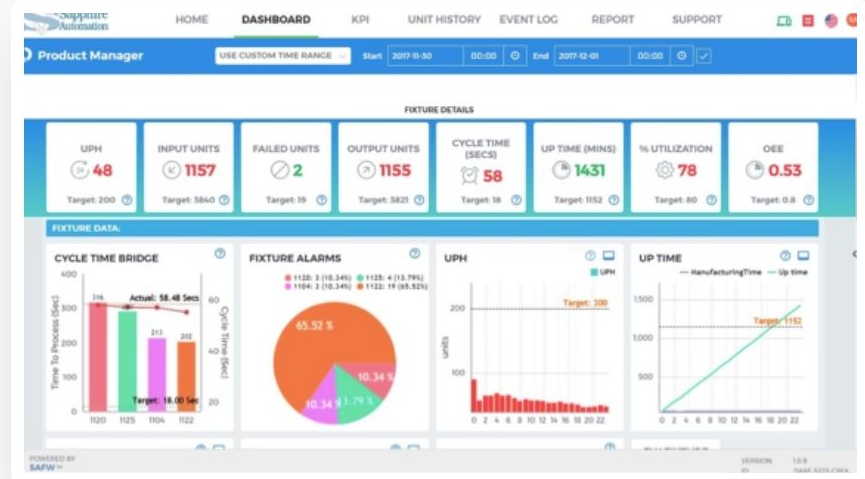 Sapphire
Automation
HOME DASHBOARD KPI UNIT HISTORY EVENT LOG REPORT SUPPORT
Product Manager
USE CUSTOM TIME RANGE Start 2017-11-30 00:00 End 2017-12-01 00:00
FIXTURE DETAILS
UPH
48
Target: 200
INPUT UNITS
1157
Target: 3840
FAILED UNITS
2
Target: 19
OUTPUT UNITS
1155
Target: 3821
CYCLE TIME
(SECS)
58
Target: 18
UP TIME (MINS)
1431
Target: 1152
% UTILIZATION
78
Target: 80
OEE
0.53
Target: 0.8
FIXTURE DATA:
CYCLE TIME BRIDGE
Time To Process (Sec)
400
300
200
100
0
316
213
202
Actual: 58.48 Secs
Target: 18.00 Sec
60
40
20
Cycle Time (Sec)
1120 1125 1104 1122
FIXTURE ALARMS
1120: 3 (10.34%) 1125: 4 (13.79%)
1104: 3 (10.34%) 1122: 19 (65.52%)
65.52 %
10.34 %
13.79 %
10.34
UPH
UPH
Target: 200
units
200
100
0 2 4 6 8 10 12 14 16 18 20 22
UP TIME
ManufacturingTime Up time
Target: 1152
1,500
1,000
500
0 2 4 6 8 10 12 14 16 18 20 22
POWERED BY
SAFW
VERSION: 1.0.9